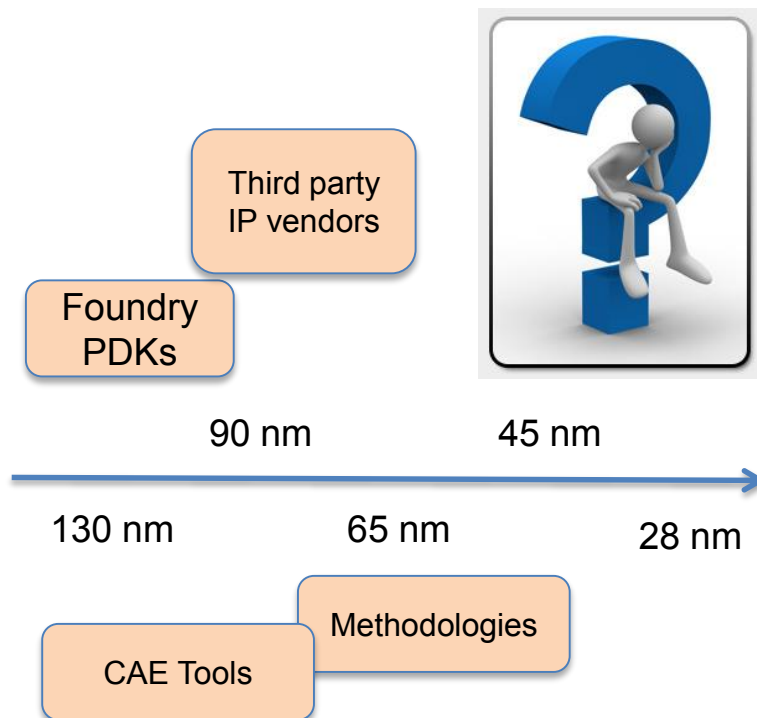 Third party
IP vendors
Foundry
PDKs
90 nm
45 nm
130 nm
65 nm
28 nm
Methodologies
CAE Tools